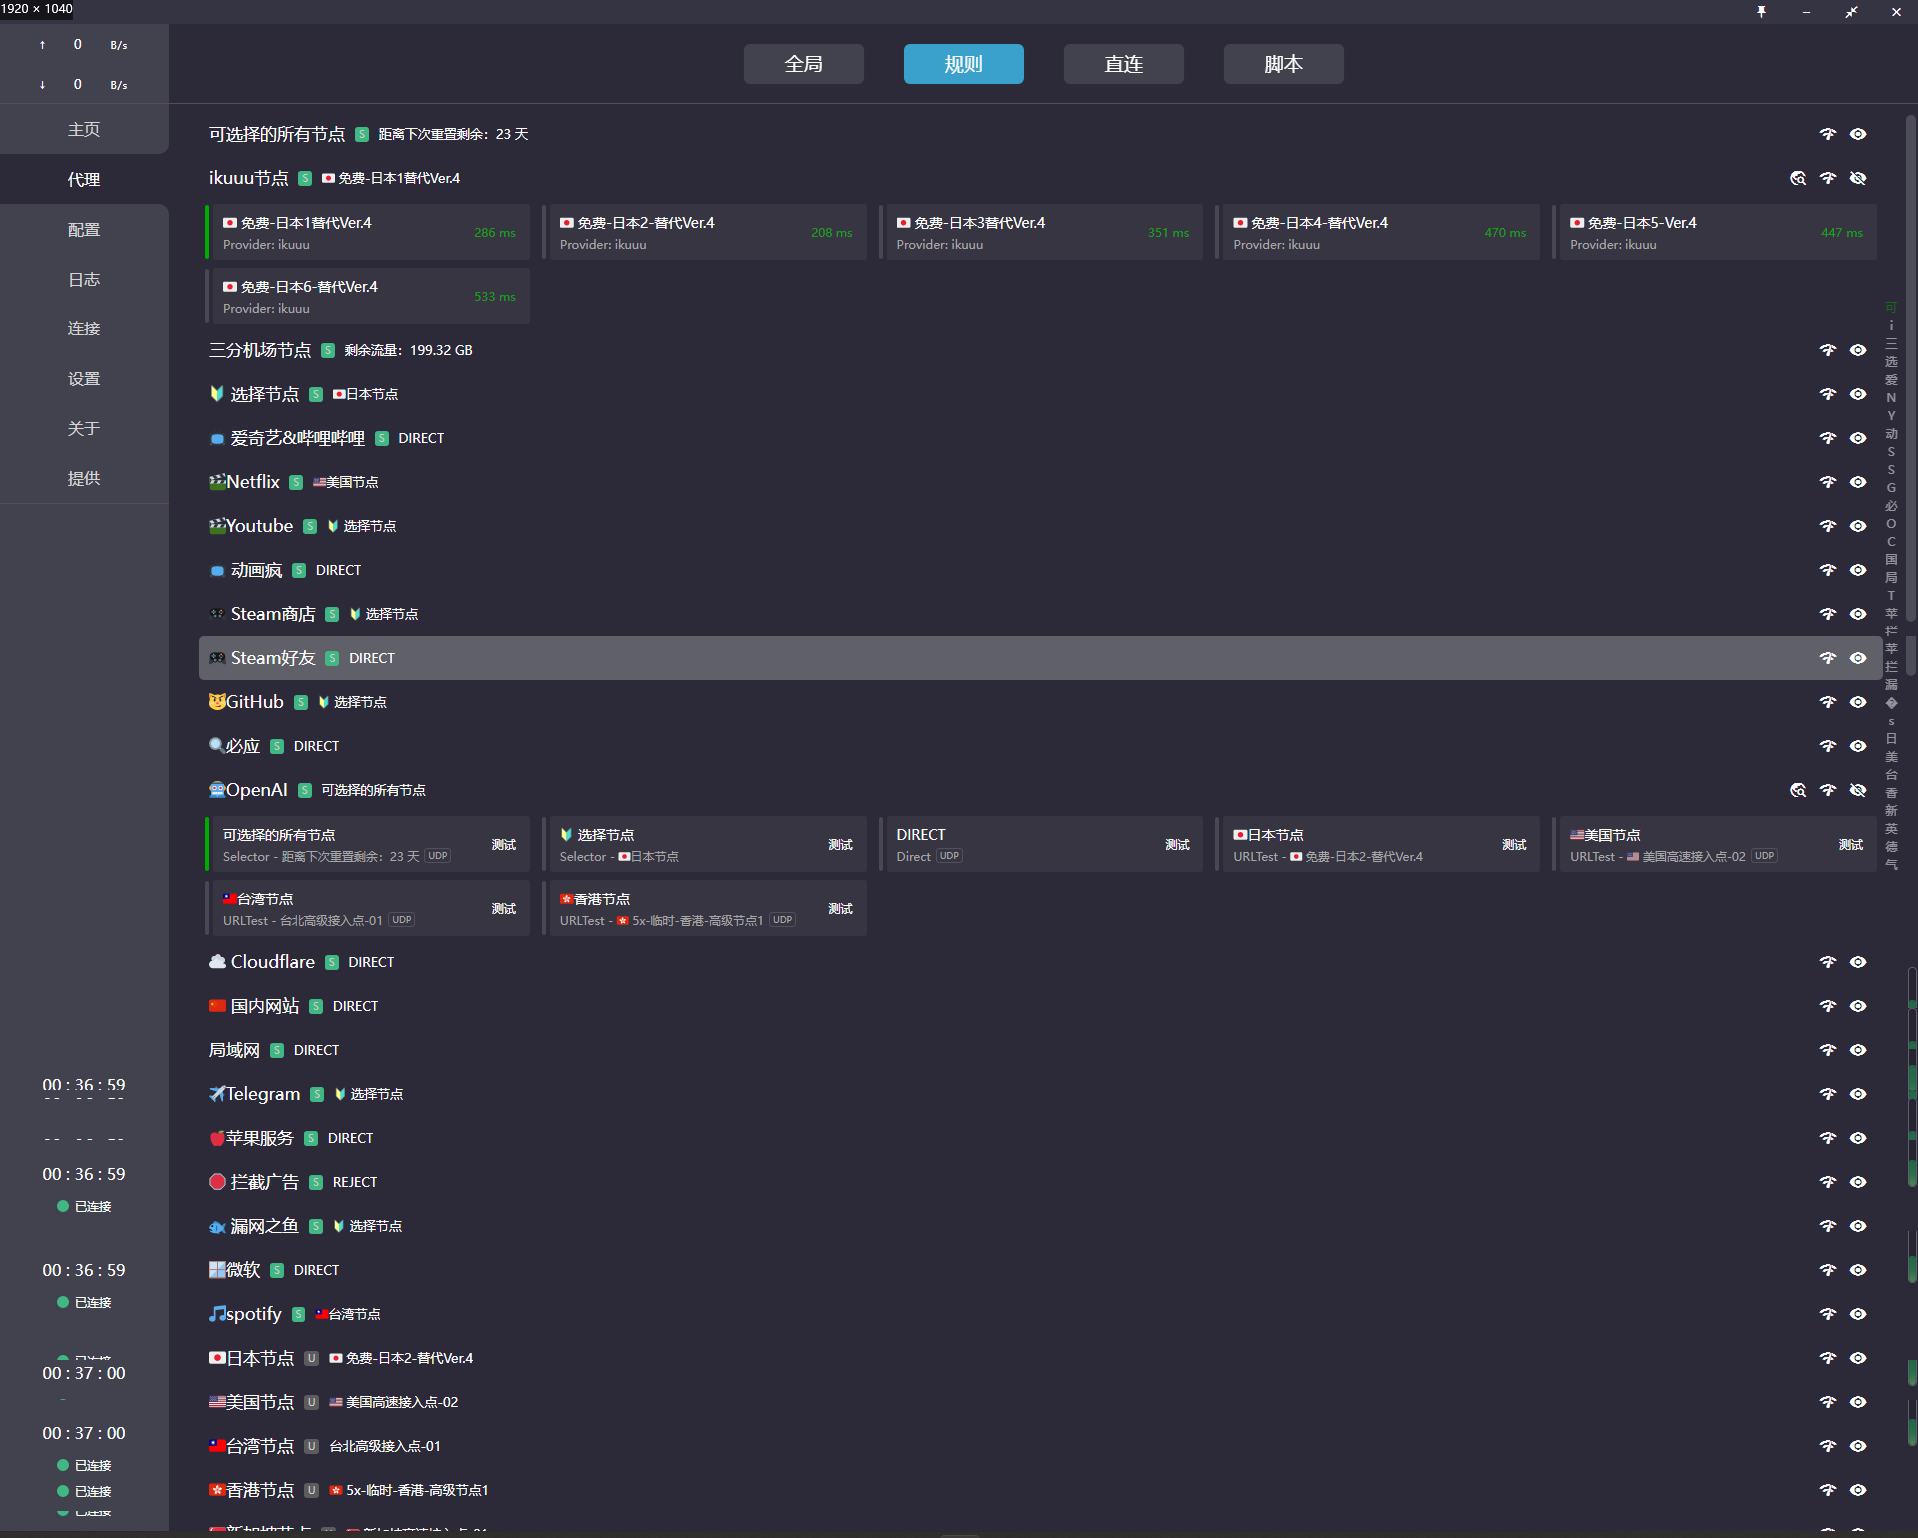 1920 × 1040
↑ 0 B/s
↓ 0 B/s
主页
代理
配置
日志
连接
设置
关于
提供
全局 规则 直连 脚本
可选择的所有节点 S 距离下次重置剩余：23 天
ikuuu节点 S 免费-日本1替代Ver.4
免费-日本1替代Ver.4
Provider: ikuuu
286 ms
免费-日本2-替代Ver.4
Provider: ikuuu
208 ms
免费-日本3替代Ver.4
Provider: ikuuu
351 ms
免费-日本4-替代Ver.4
Provider: ikuuu
470 ms
免费-日本5-Ver.4
Provider: ikuuu
447 ms
免费-日本6-替代Ver.4
Provider: ikuuu
533 ms
三分机场节点 S 剩余流量：199.32 GB
选择节点 S 日本节点
爱奇艺&哔哩哔哩 S DIRECT
Netflix S 美国节点
Youtube S 选择节点
动画疯 S DIRECT
Steam商店 S 选择节点
Steam好友 S DIRECT
GitHub S 选择节点
必应 S DIRECT
OpenAI S 可选择的所有节点
可选择的所有节点
Selector - 距离下次重置剩余：23 天 UDP
测试
选择节点
Selector - 日本节点
测试
DIRECT
Direct UDP
测试
日本节点
URLTest - 免费-日本2-替代Ver.4
测试
美国节点
URLTest - 美国高速接入点-02 UDP
测试
台湾节点
URLTest - 台北高级接入点-01 UDP
测试
香港节点
URLTest - 5x-临时-香港-高级节点1 UDP
测试
Cloudflare S DIRECT
国内网站 S DIRECT
局域网 S DIRECT
Telegram S 选择节点
苹果服务 S DIRECT
拦截广告 S REJECT
漏网之鱼 S 选择节点
微软 S DIRECT
spotify S 台湾节点
日本节点 U 免费-日本2-替代Ver.4
美国节点 U 美国高速接入点-02
台湾节点 U 台北高级接入点-01
香港节点 U 5x-临时-香港-高级节点1
可
i
三
选
爱
N
Y
动
S
S
G
必
O
C
国
局
T
苹
拦
苹
拦
漏
�
s
日
美
台
香
新
英
德
气
00 : 36 : 59
00 : 36 : 59
已连接
00 : 36 : 59
已连接
00 : 37 : 00
00 : 37 : 00
已连接
已连接